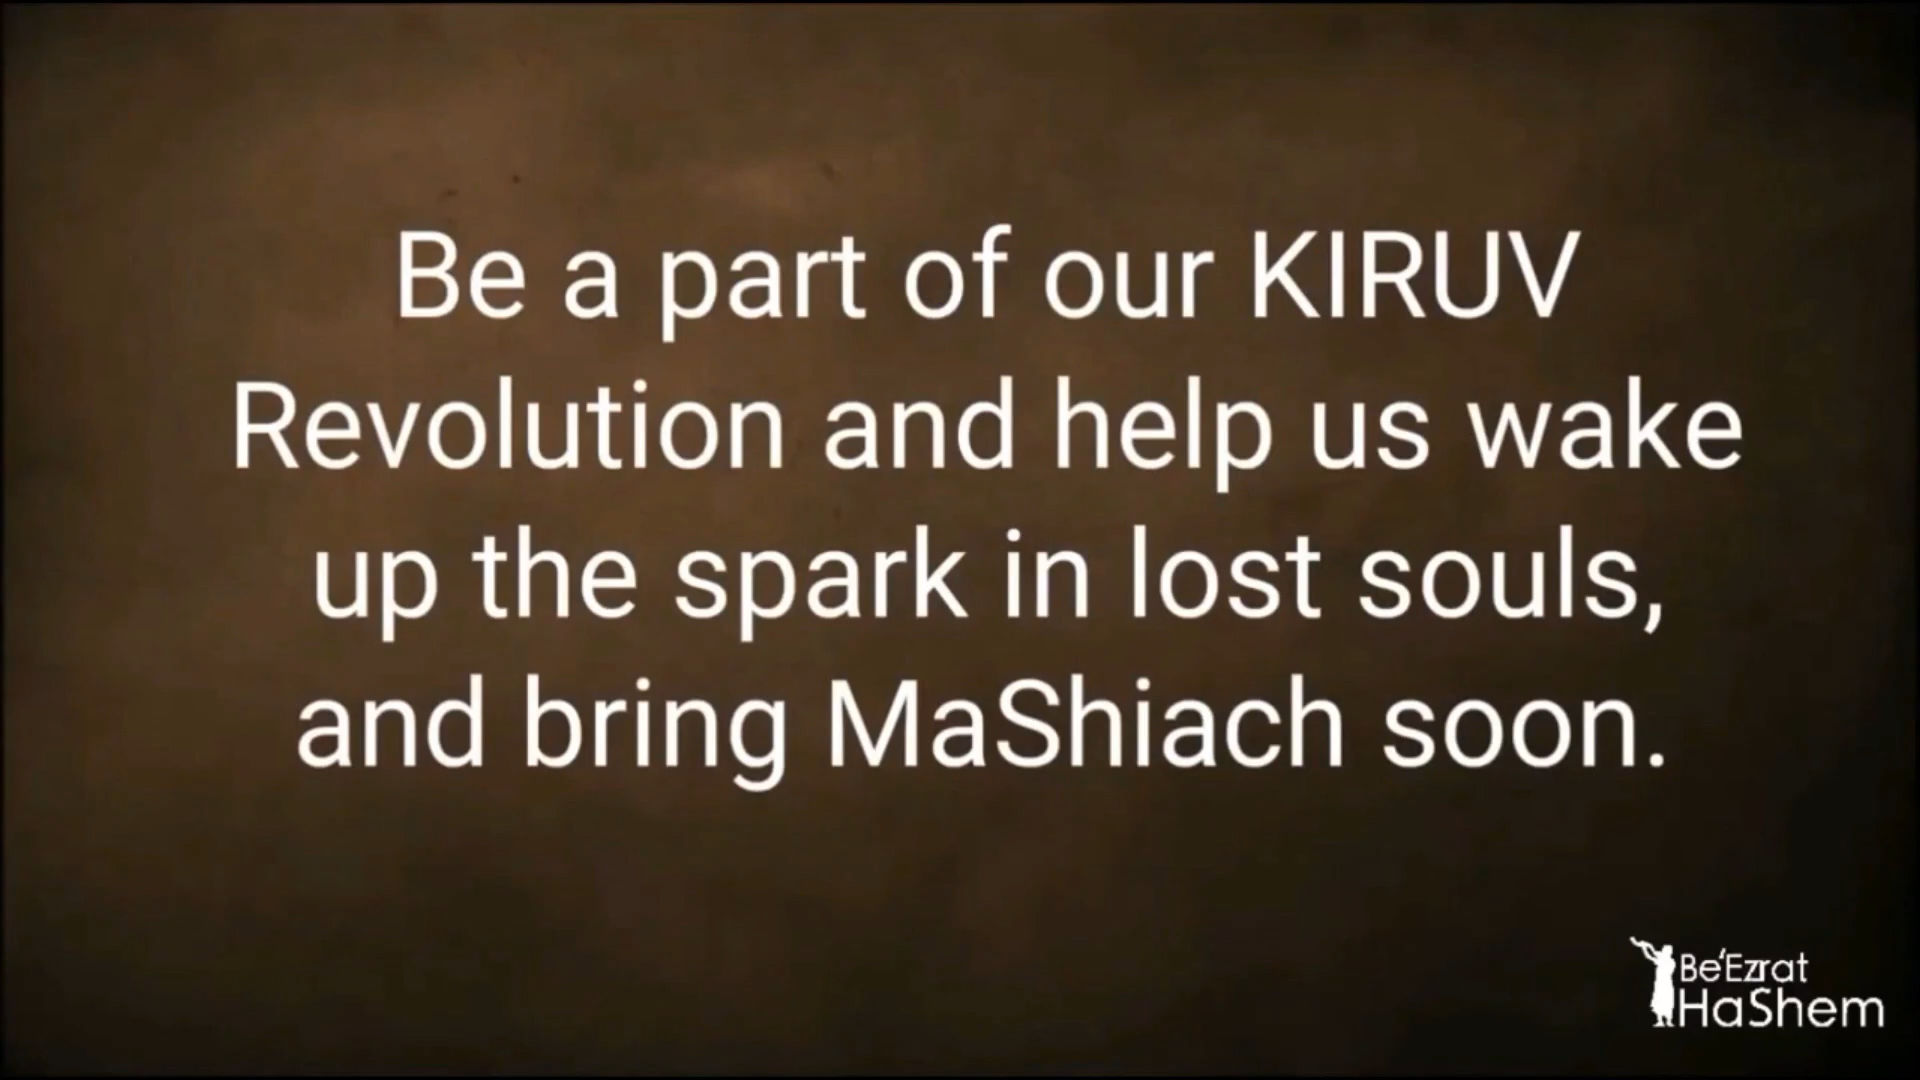 Be a part of our KIRUV
Revolution and help us wake
up the spark in lost souls,
and bring MaShiach soon.
Be'Ezrat
HaShem